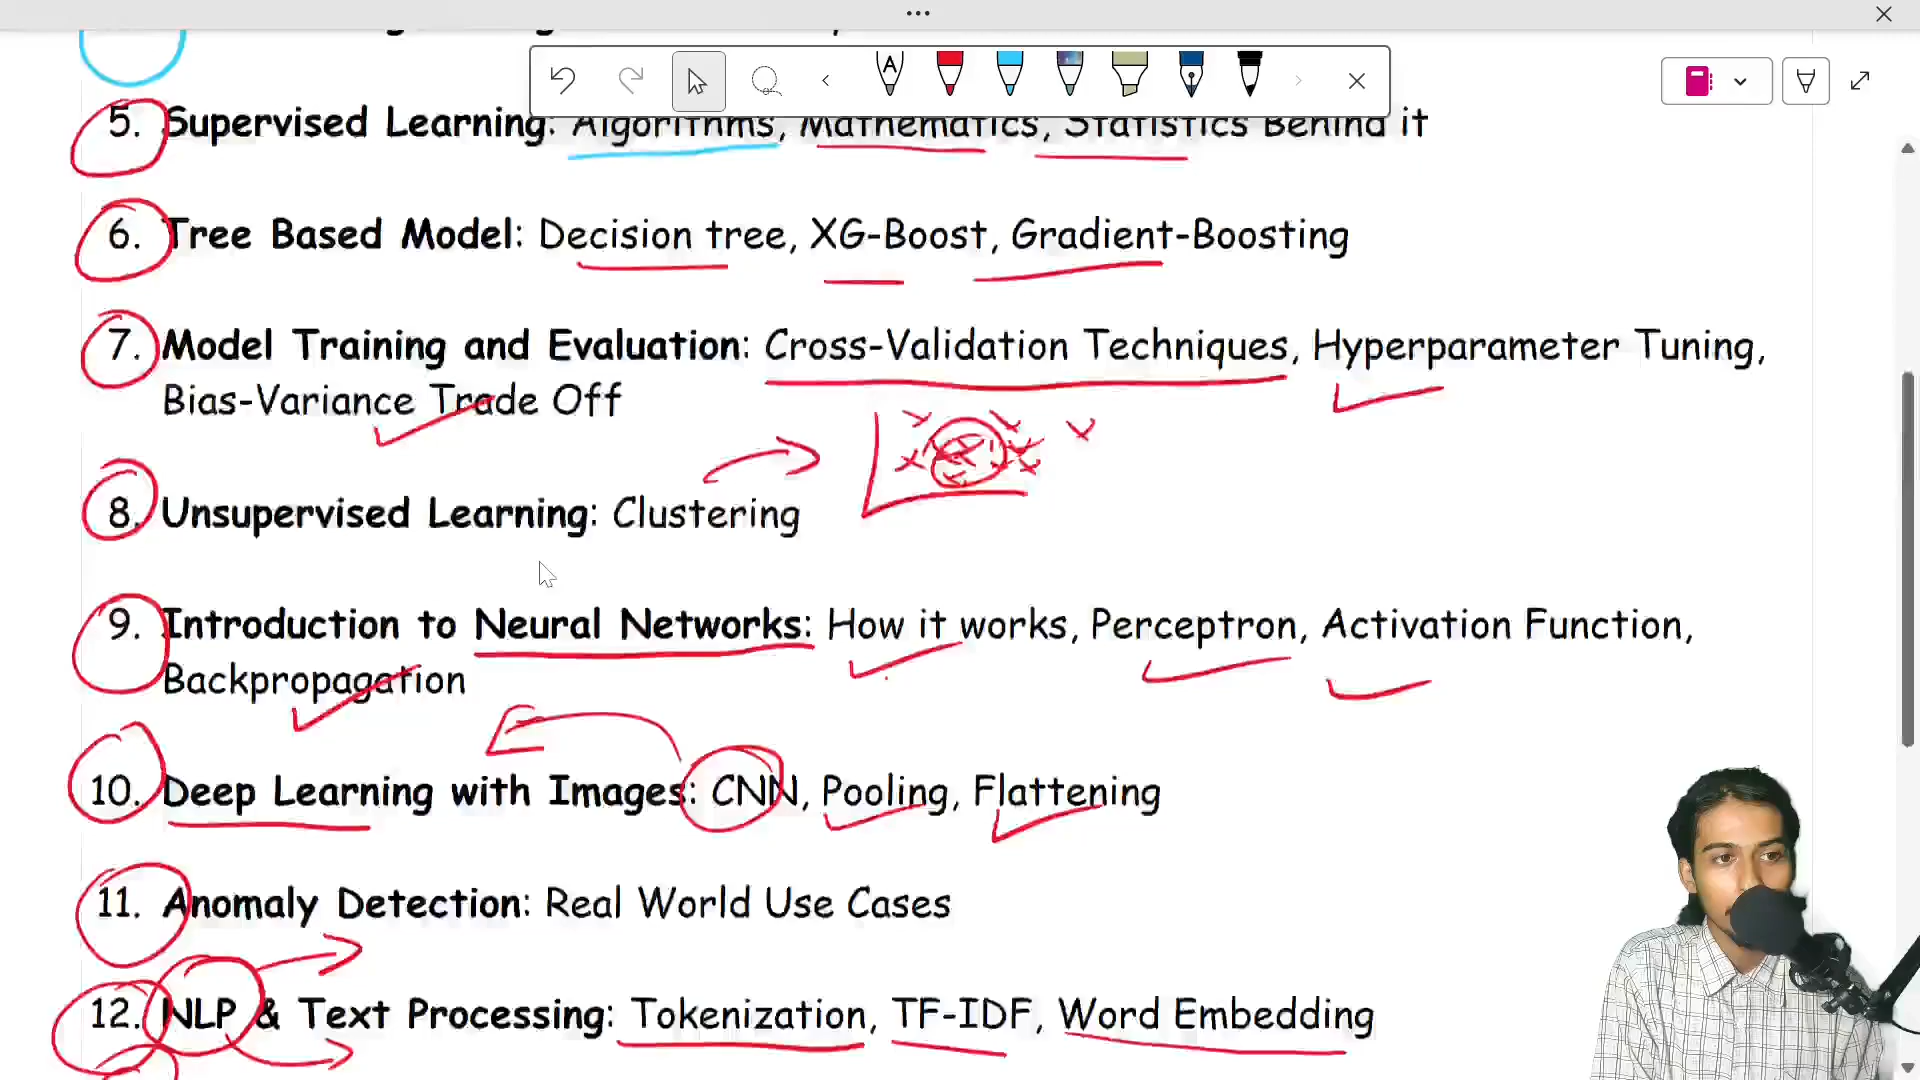 5. Supervised Learning: Algorithms, Mathematics, Statistics Behind it
6. Tree Based Model: Decision tree, XG-Boost, Gradient-Boosting
7. Model Training and Evaluation: Cross-Validation Techniques, Hyperparameter Tuning,
Bias-Variance Trade Off
8. Unsupervised Learning: Clustering
9. Introduction to Neural Networks: How it works, Perceptron, Activation Function,
Backpropagation
10. Deep Learning with Images: CNN, Pooling, Flattening
11. Anomaly Detection: Real World Use Cases
12. NLP & Text Processing: Tokenization, TF-IDF, Word Embedding